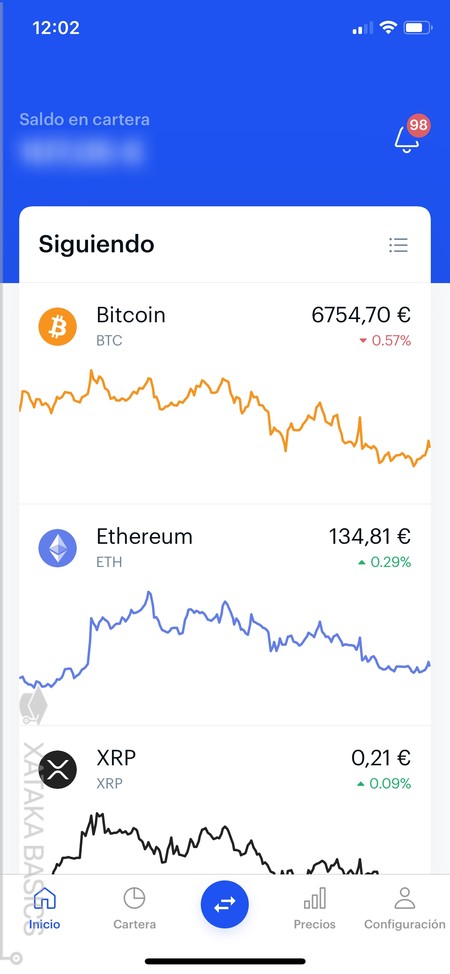 12:02
Saldo en cartera
98
Siguiendo
Bitcoin
6754,70 €
BTC
0.57%
Ethereum
134,81 €
ETH
0.29%
XRP
0,21 €
XRP
0.09%
Inicio
Cartera
Precios
Configuración
XATAKA BASICS